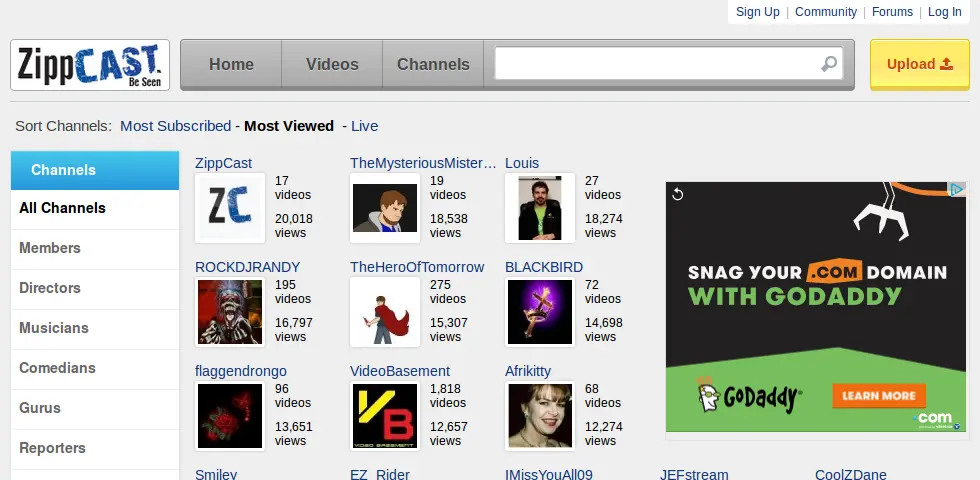 Sign Up | Community | Forums | Log In
ZippCAST.
Be Seen
Home
Videos
Channels
Upload
Sort Channels: Most Subscribed - Most Viewed - Live
Channels
All Channels
Members
Directors
Musicians
Comedians
Gurus
Reporters
ZippCast
17
videos
20,018
views
TheMysteriousMister...
19
videos
18,538
views
Louis
27
videos
18,274
views
ROCKDJRANDY
195
videos
16,797
views
TheHeroOfTomorrow
275
videos
15,307
views
BLACKBIRD
72
videos
14,698
views
flaggendrongo
96
videos
13,651
views
VideoBasement
1,818
videos
12,657
views
Afrikitty
68
videos
12,274
views
ZC
VB
VIDEO BASEMENT
SNAG YOUR .COM DOMAIN
WITH GODADDY
GoDaddy
LEARN MORE
.com
Smiley
EZ_Rider
IMissYouAll09
JEFstream
CoolZDane